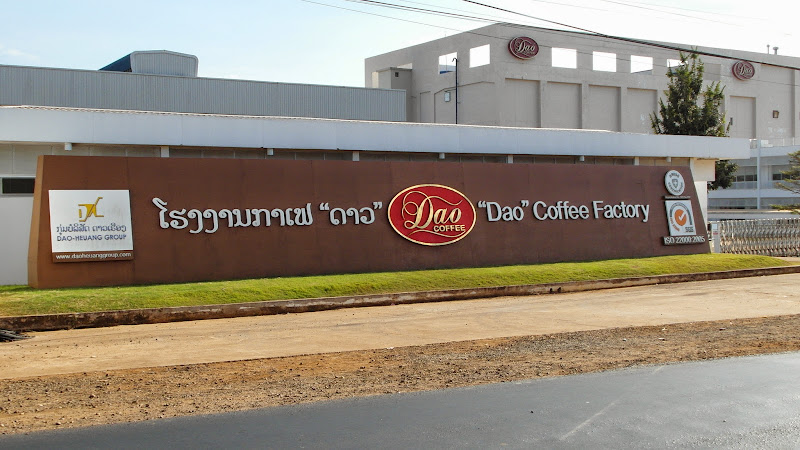 Dao
Dao
ກຸ່ມບໍລິສັດ ດາວເຮືອງ
DAO-HEUANG GROUP
www.daoheuanggroup.com
ໂຮງງານກາເຟ "ດາວ"
Dao
COFFEE
"Dao" Coffee Factory
SGS
ISO 22000:2005